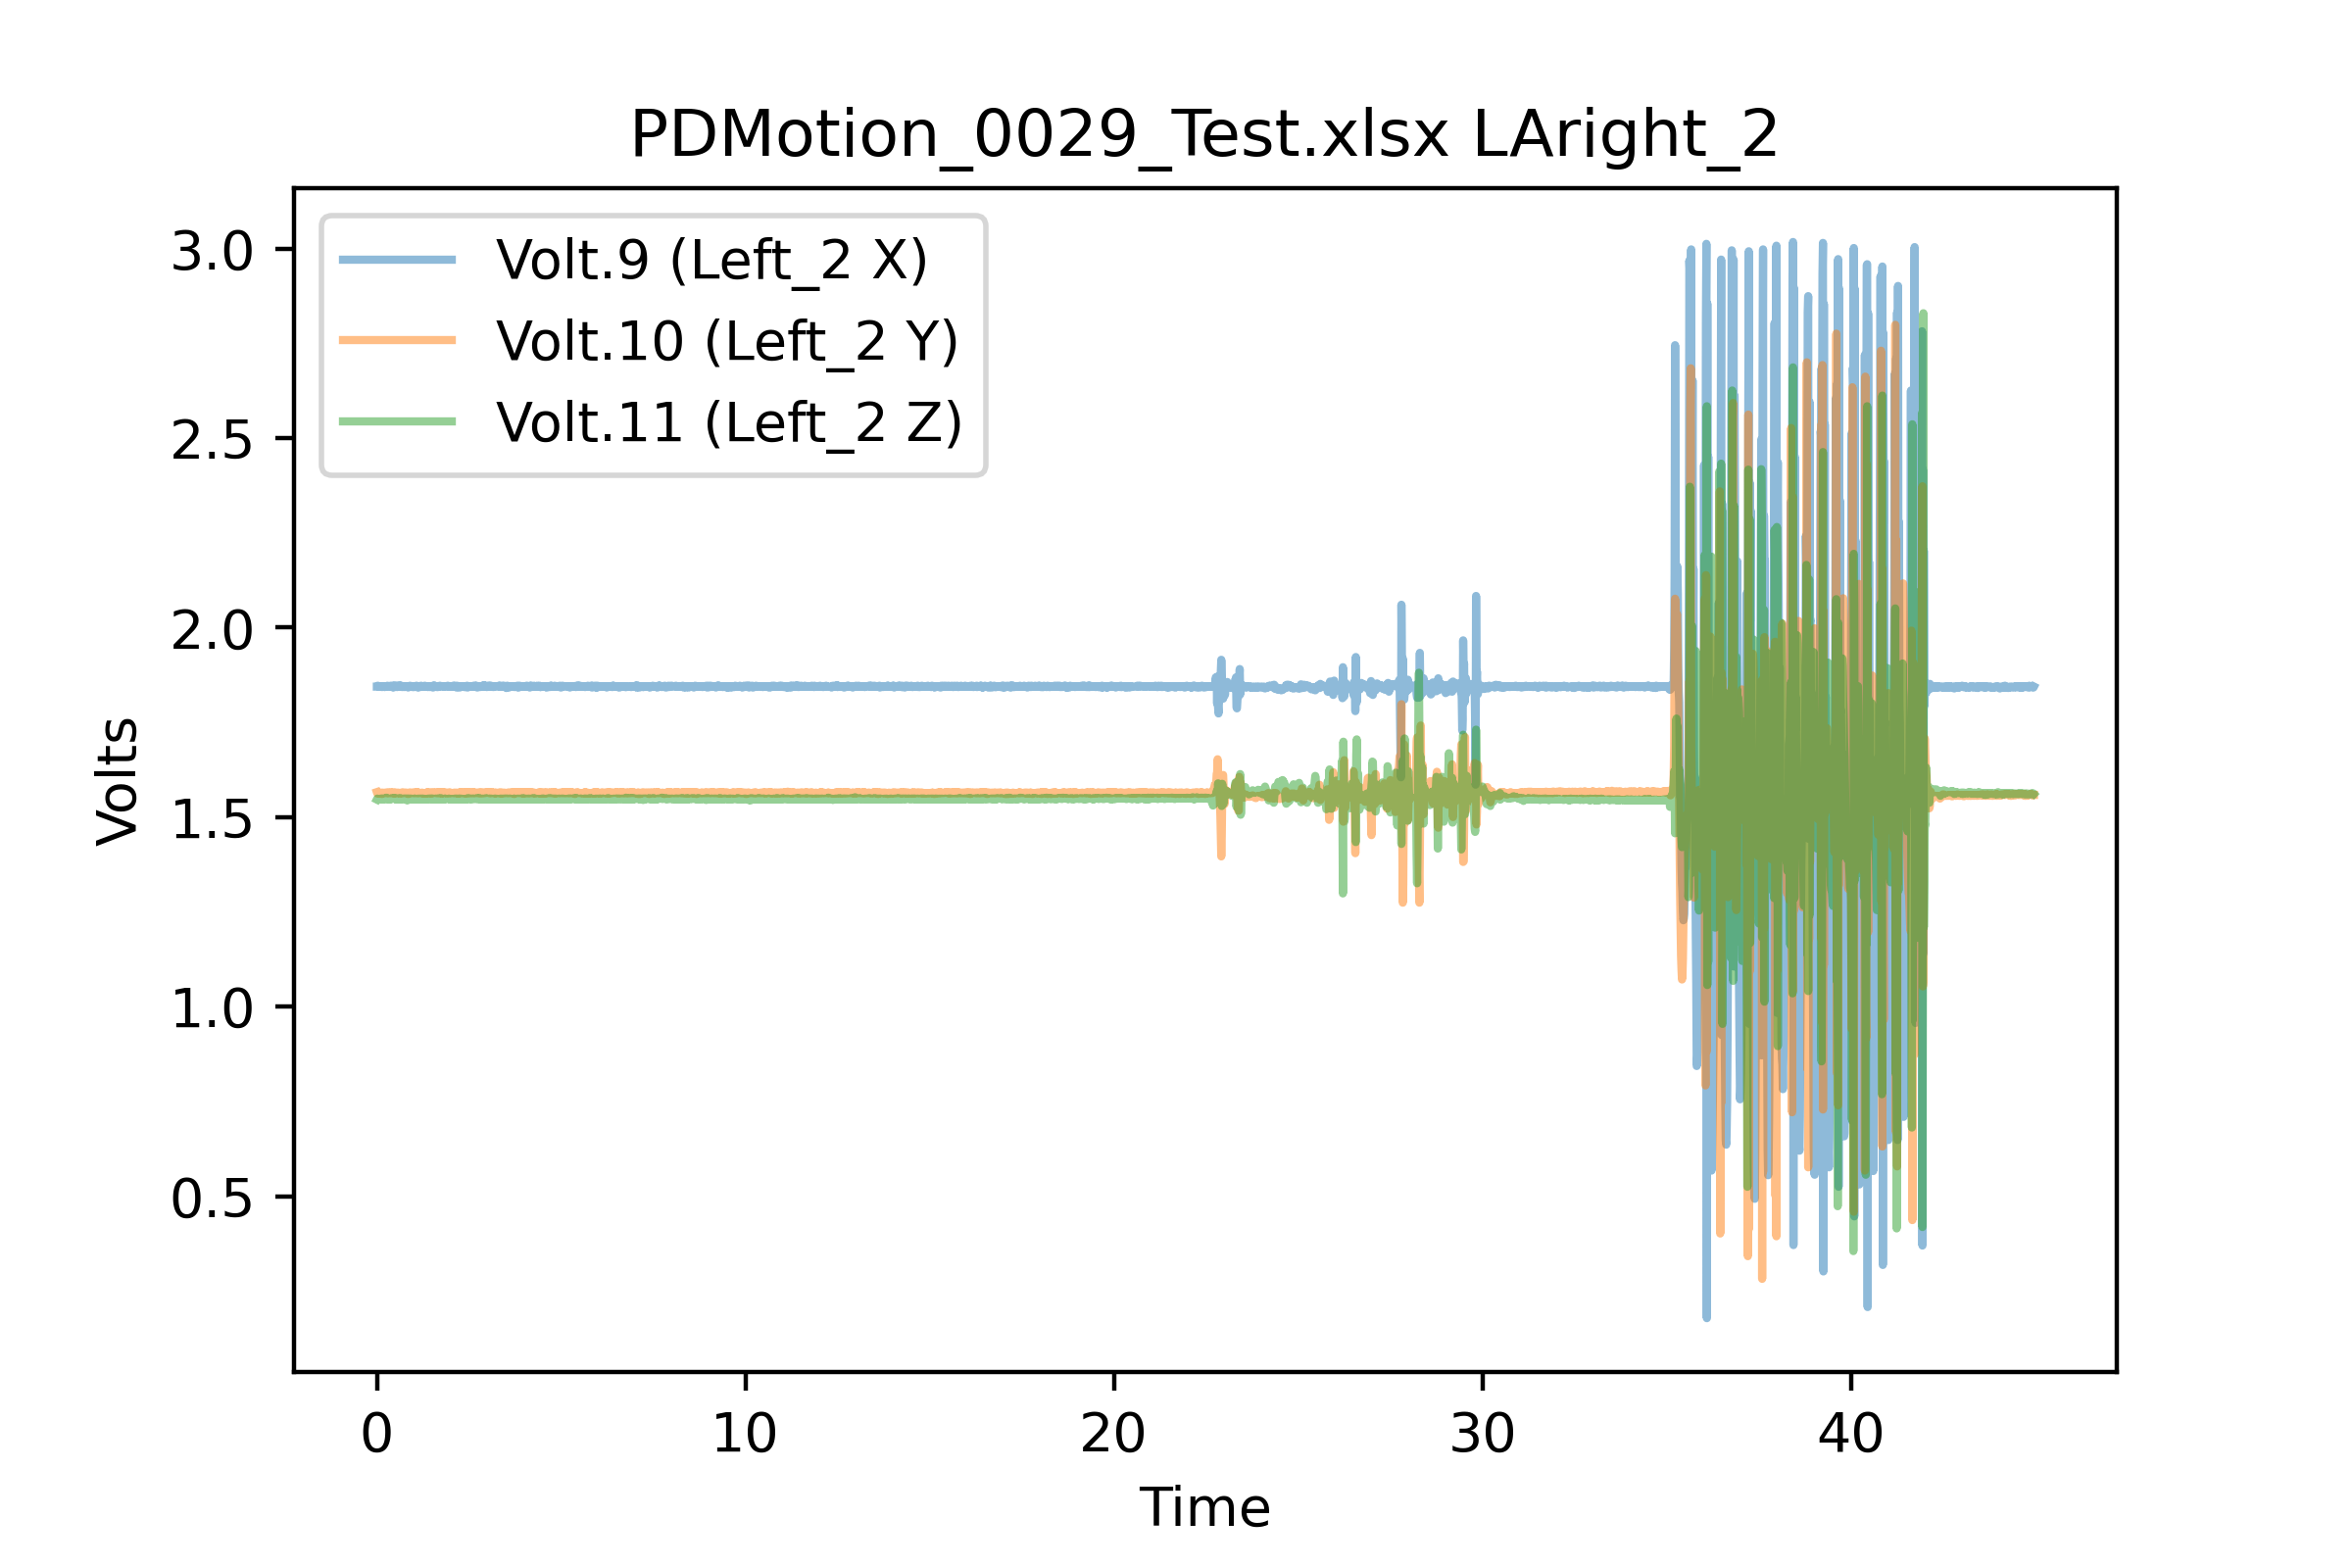 PDMotion_0029_Test.xlsx LAright_2
Volt.9 (Left_2 X)
Volt.10 (Left_2 Y)
Volt.11 (Left_2 Z)
3.0
2.5
2.0
1.5
1.0
0.5
Volts
0 10 20 30 40
Time